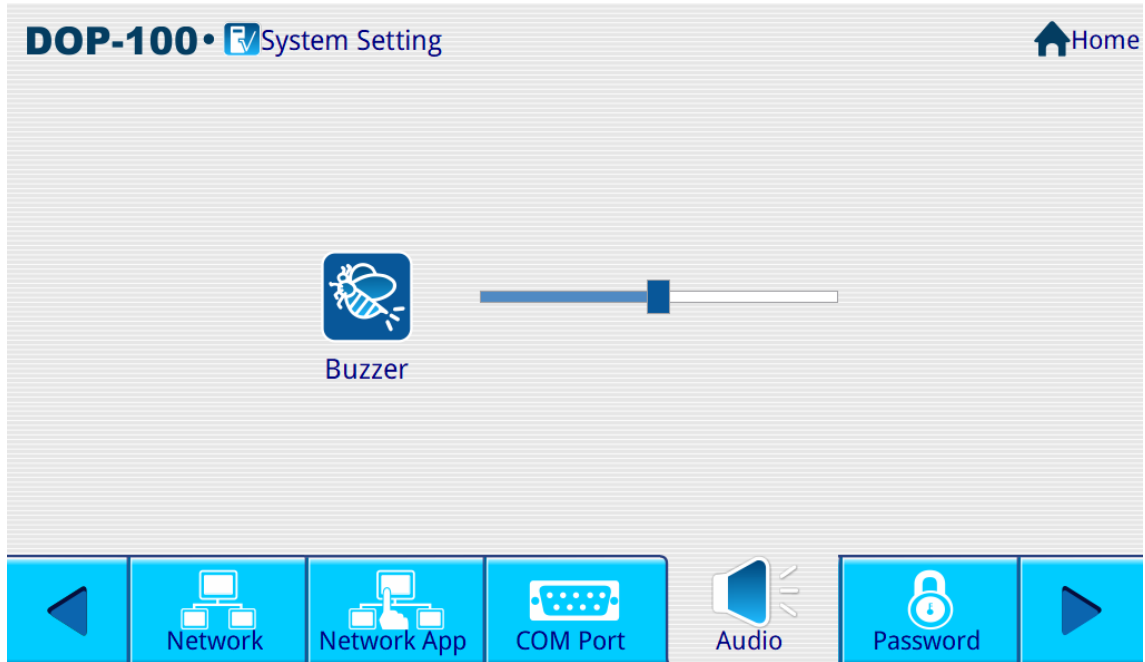 DOP-100 • System Setting
Home
Buzzer
Network
Network App
COM Port
Audio
Password